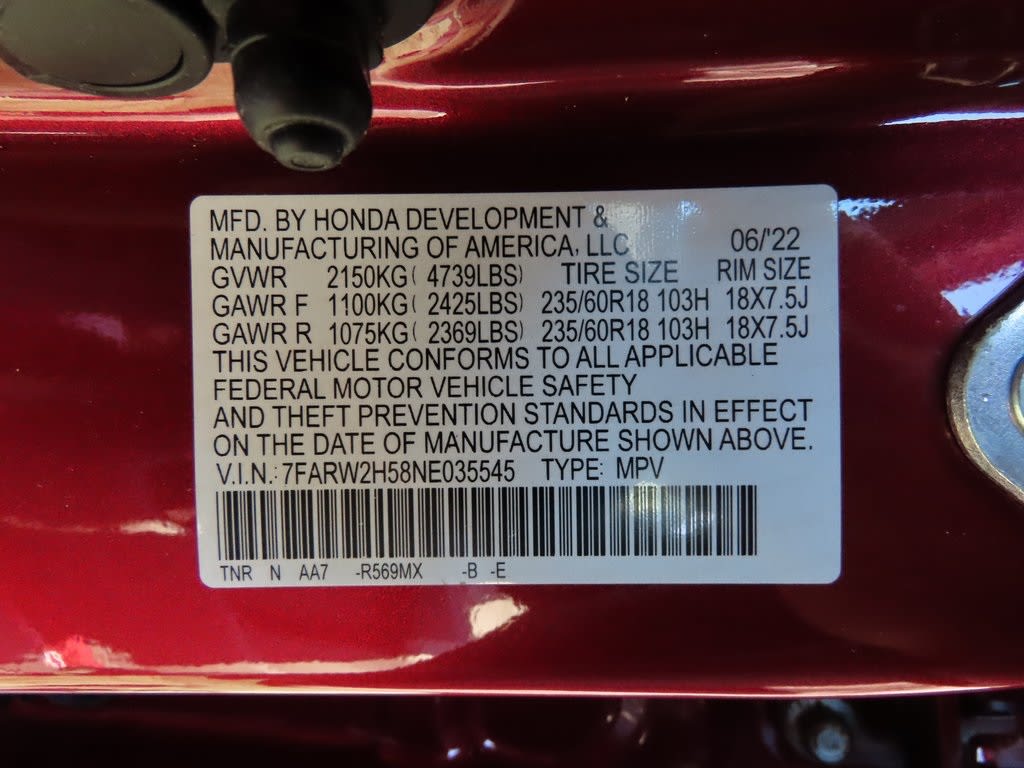 MFD. BY HONDA DEVELOPMENT &
MANUFACTURING OF AMERICA, LLC 06/'22
GVWR 2150KG( 4739LBS) TIRE SIZE RIM SIZE
GAWR F 1100KG( 2425LBS) 235/60R18 103H 18X7.5J
GAWR R 1075KG( 2369LBS) 235/60R18 103H 18X7.5J
THIS VEHICLE CONFORMS TO ALL APPLICABLE
FEDERAL MOTOR VEHICLE SAFETY
AND THEFT PREVENTION STANDARDS IN EFFECT
ON THE DATE OF MANUFACTURE SHOWN ABOVE.
V.I.N.: 7FARW2H58NE035545 TYPE: MPV
TNR N AA7 -R569MX -B -E